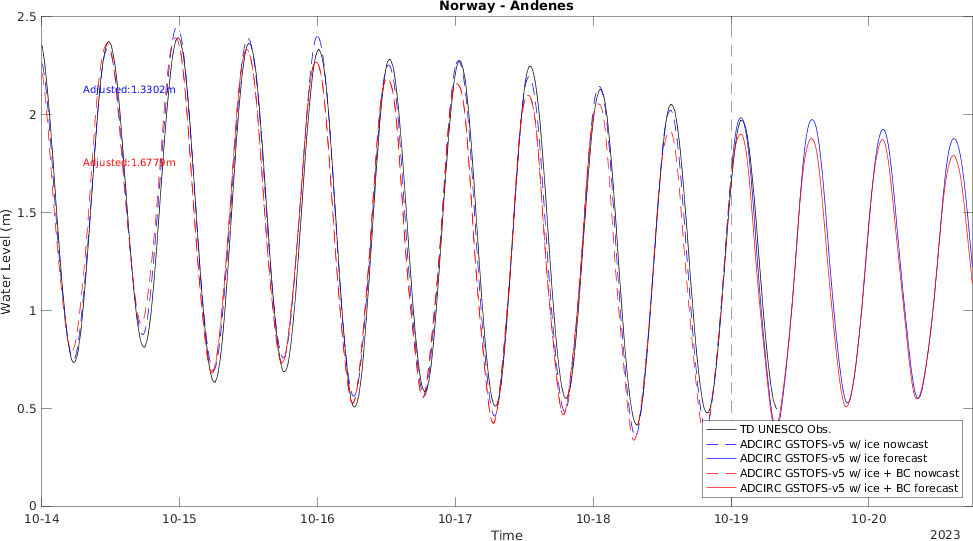 Norway - Andenes
2.5
2
1.5
1
0.5
0
Water Level (m)
Adjusted:1.3302m
Adjusted:1.6779m
TD UNESCO Obs.
ADCIRC GSTOFS-v5 w/ ice nowcast
ADCIRC GSTOFS-v5 w/ ice forecast
ADCIRC GSTOFS-v5 w/ ice + BC nowcast
ADCIRC GSTOFS-v5 w/ ice + BC forecast
10-14 10-15 10-16 10-17 10-18 10-19 10-20
Time
2023